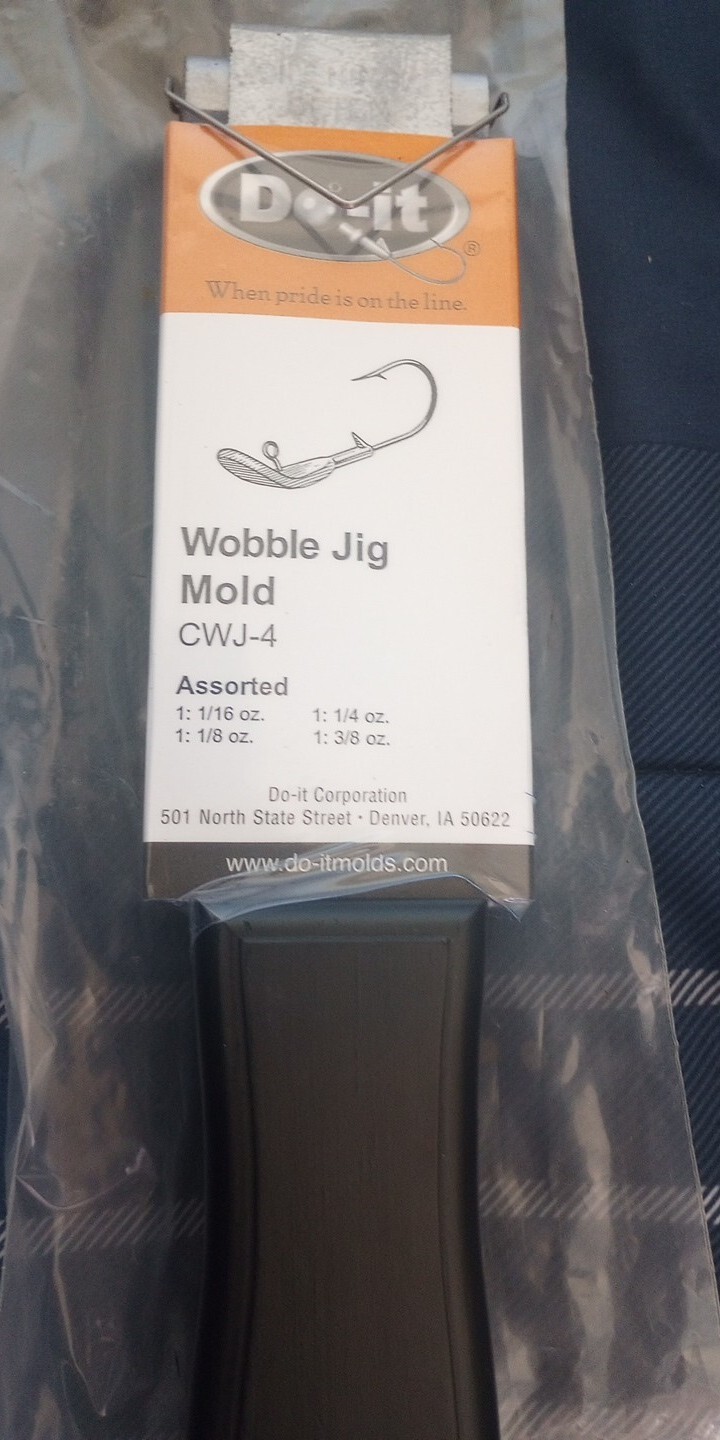 Do-it
®
When pride is on the line.
Wobble Jig
Mold
CWJ-4
Assorted
1: 1/16 oz. 1: 1/4 oz.
1: 1/8 oz. 1: 3/8 oz.
Do-it Corporation
501 North State Street • Denver, IA 50622
www.do-itmolds.com